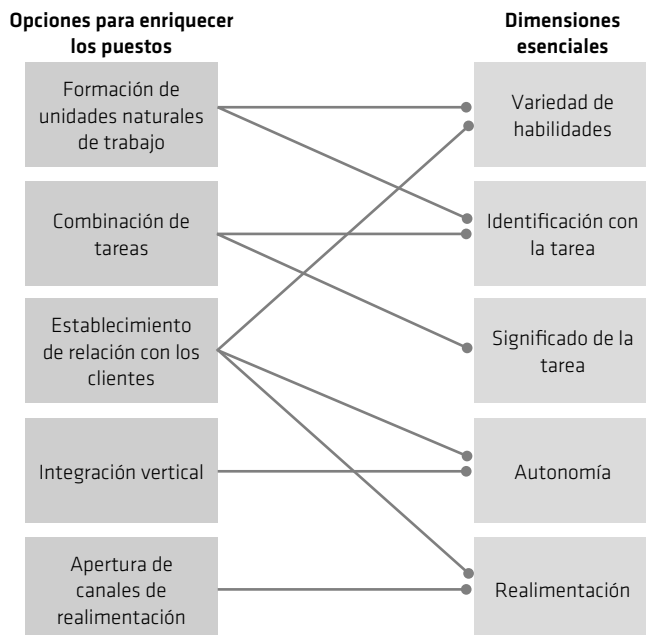 Opciones para enriquecer
los puestos
Dimensiones
esenciales
Formación de
unidades naturales
de trabajo
Variedad de
habilidades
Combinación de
tareas
Identificación con
la tarea
Establecimiento
de relación con los
clientes
Significado de la
tarea
Integración vertical
Autonomía
Apertura de
canales de
realimentación
Realimentación